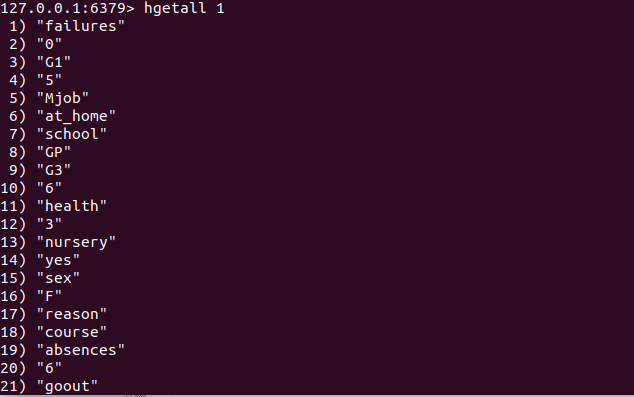 127.0.0.1:6379> hgetall 1
1) "failures"
2) "0"
3) "G1"
4) "5"
5) "Mjob"
6) "at_home"
7) "school"
8) "GP"
9) "G3"
10) "6"
11) "health"
12) "3"
13) "nursery"
14) "yes"
15) "sex"
16) "F"
17) "reason"
18) "course"
19) "absences"
20) "6"
21) "goout"